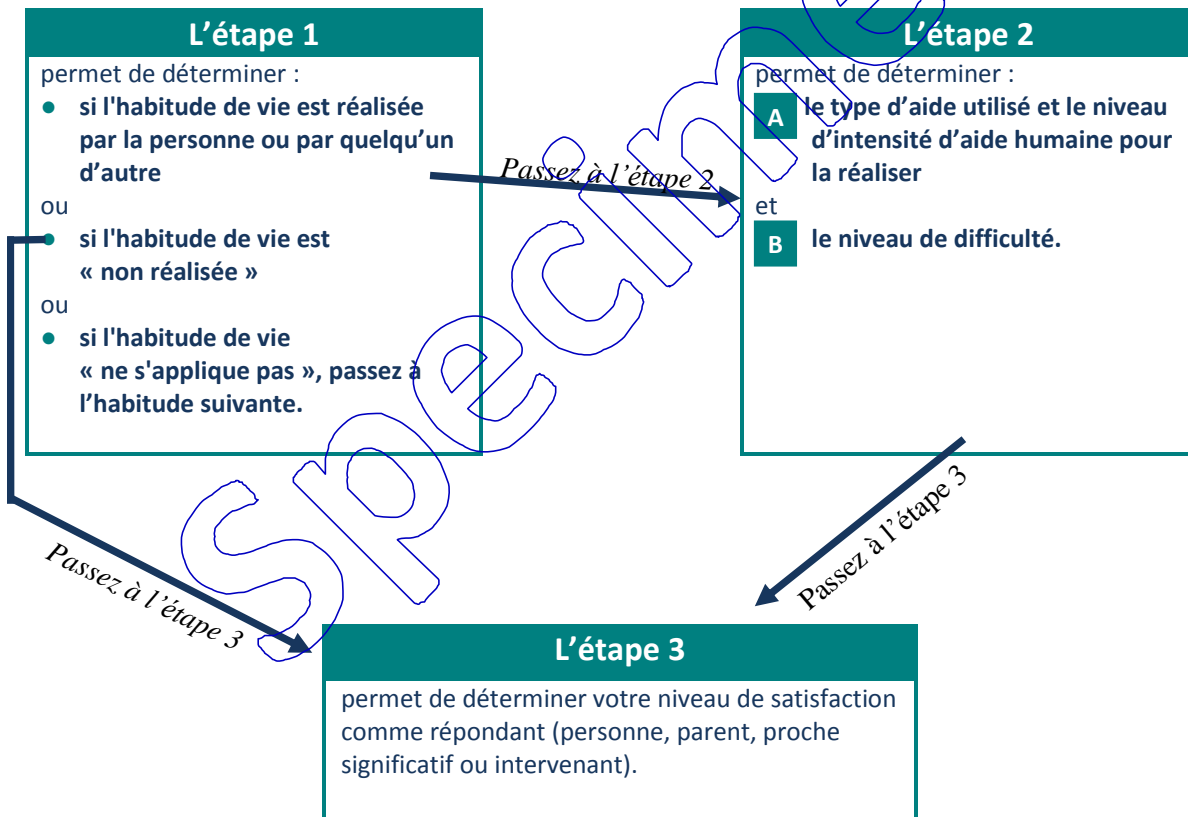 L'étape 1
permet de déterminer :
● si l'habitude de vie est réalisée
par la personne ou par quelqu'un
d'autre
ou
● si l'habitude de vie est
« non réalisée »
ou
● si l'habitude de vie
« ne s'applique pas », passez à
l'habitude suivante.
Passez à l'étape 2
L'étape 2
permet de déterminer :
A le type d'aide utilisé et le niveau
d'intensité d'aide humaine pour
la réaliser
et
B le niveau de difficulté.
Passez à l'étape 3
Passez à l'étape 3
L'étape 3
permet de déterminer votre niveau de satisfaction
comme répondant (personne, parent, proche
significatif ou intervenant).
Specime